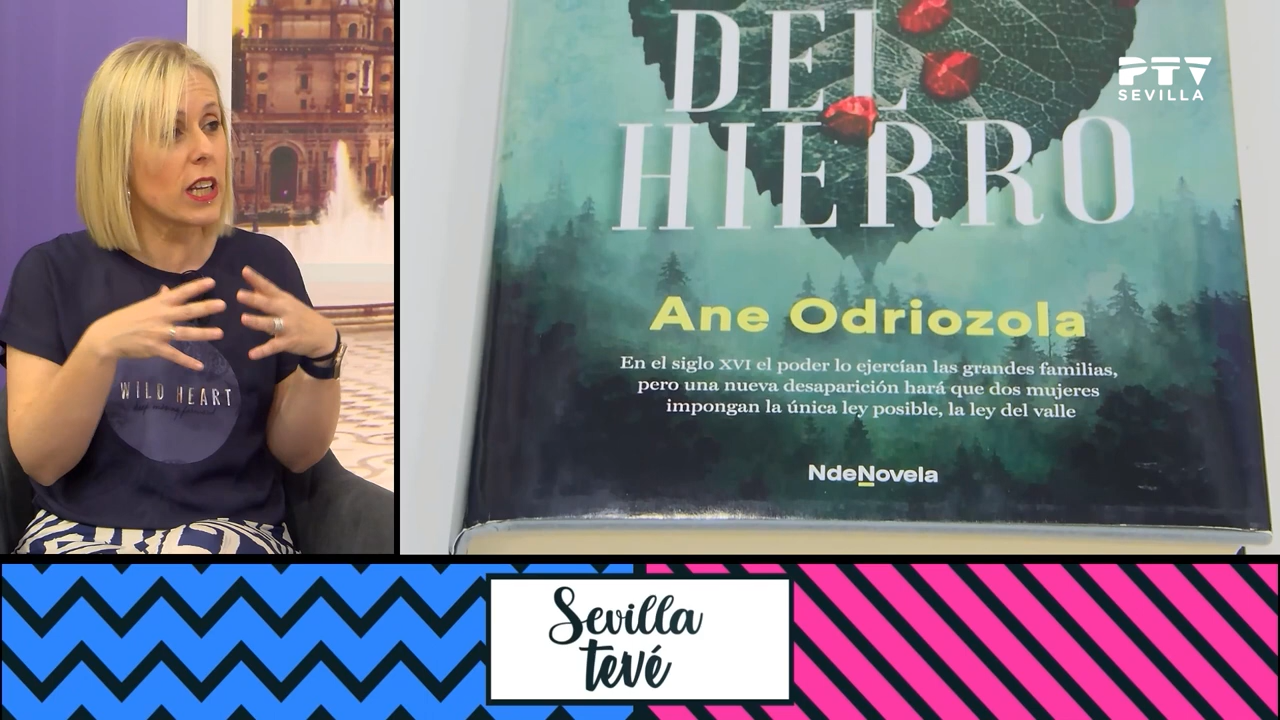 DEL
HIERRO
PTV
SEVILLA
Ane Odriozola
En el siglo XVI el poder lo ejercían las grandes familias,
pero una nueva desaparición hará que dos mujeres
impongan la única ley posible, la ley del valle
NdeNovela
WILD HEART
Sevilla
tevé